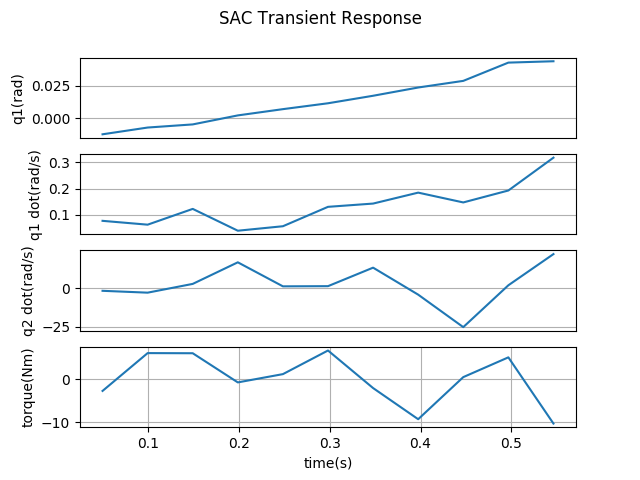 SAC Transient Response
q1(rad)
0.025
0.000
q1 dot(rad/s)
0.3
0.2
0.1
q2 dot(rad/s)
0
−25
torque(Nm)
0
−10
0.1 0.2 0.3 0.4 0.5
time(s)